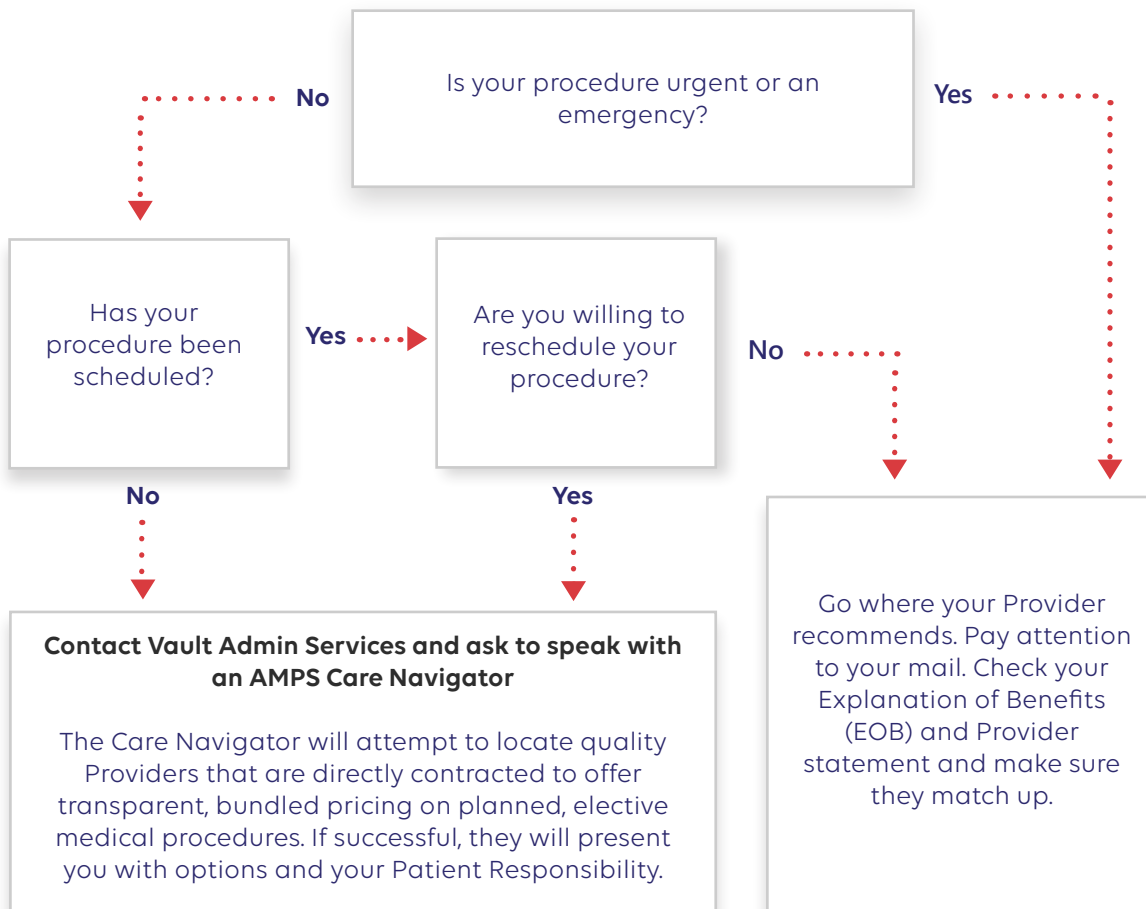 Is your procedure urgent or an
emergency?
No
Yes
Has your
procedure been
scheduled?
Yes
Are you willing to
reschedule your
procedure?
No
No
Yes
Contact Vault Admin Services and ask to speak with
an AMPS Care Navigator
The Care Navigator will attempt to locate quality
Providers that are directly contracted to offer
transparent, bundled pricing on planned, elective
medical procedures. If successful, they will present
you with options and your Patient Responsibility.
Go where your Provider
recommends. Pay attention
to your mail. Check your
Explanation of Benefits
(EOB) and Provider
statement and make sure
they match up.